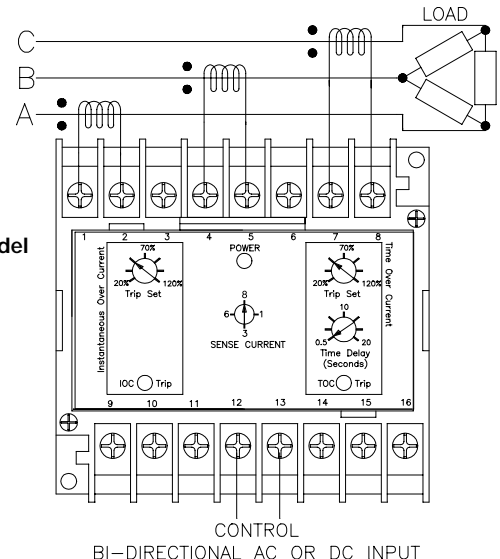 LOAD
C
B
A
del
1 2 3 4 5 6 7 8
POWER
Instantaneous Over Current
70%
20% 120%
Trip Set
IOC Trip
8
6 1
3
SENSE CURRENT
70%
20% 120%
Trip Set
10
0.5 20
Time Delay
(Seconds)
TOC Trip
Time Over Current
9 10 11 12 13 14 15 16
CONTROL
BI-DIRECTIONAL AC OR DC INPUT